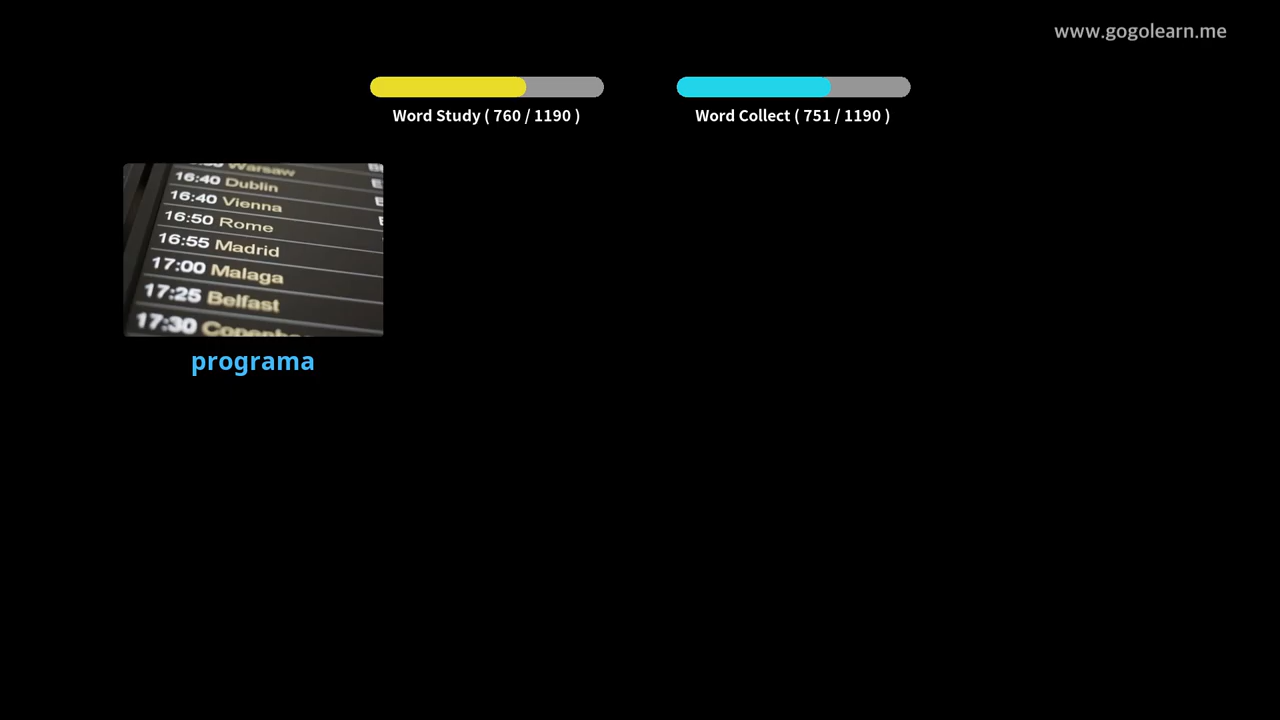 www.gogolearn.me
Word Study ( 760 / 1190 )
Word Collect ( 751 / 1190 )
Warsaw
16:40 Dublin
16:40 Vienna
16:50 Rome
16:55 Madrid
17:00 Malaga
17:25 Belfast
17:30
programa